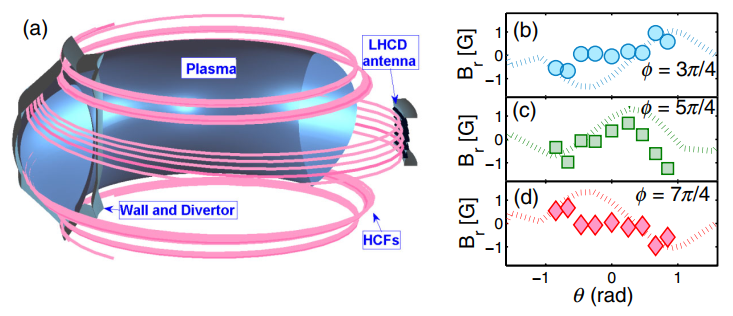 (a)
Plasma
LHCD
antenna
Wall and Divertor
HCFs
(b)
B_r [G]
1
0
−1
ϕ = 3π/4
(c)
B_r [G]
1
0
−1
ϕ = 5π/4
(d)
B_r [G]
1
0
−1
ϕ = 7π/4
−1 0 1
θ (rad)